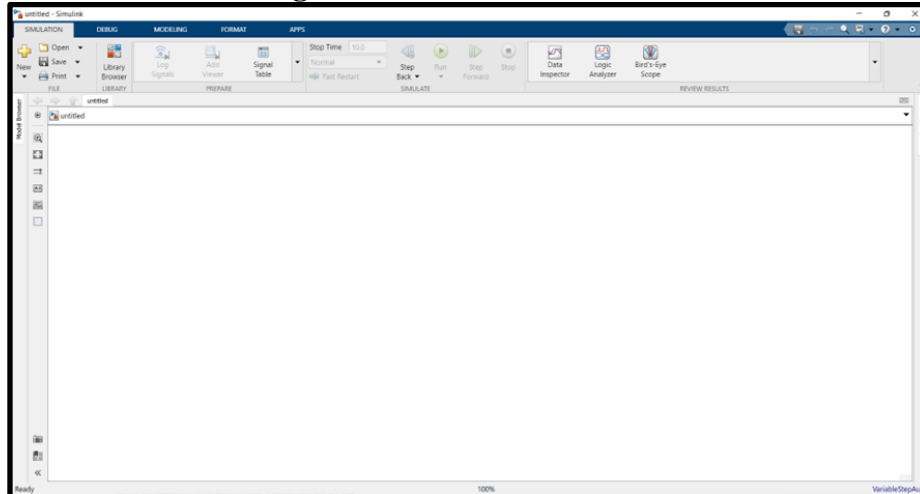 untitled - Simulink
SIMULATION DEBUG MODELING FORMAT APPS
New
Open
Save
Print
FILE
Library Browser
LIBRARY
Log Signals
Add Viewer
Signal Table
PREPARE
Stop Time 10.0
Normal
Fast Restart
Step Back
Run
Step Forward
Stop
SIMULATE
Data Inspector
Logic Analyzer
Bird's-Eye Scope
REVIEW RESULTS
untitled
Model Browser
untitled
Ready 100% VariableStepAu